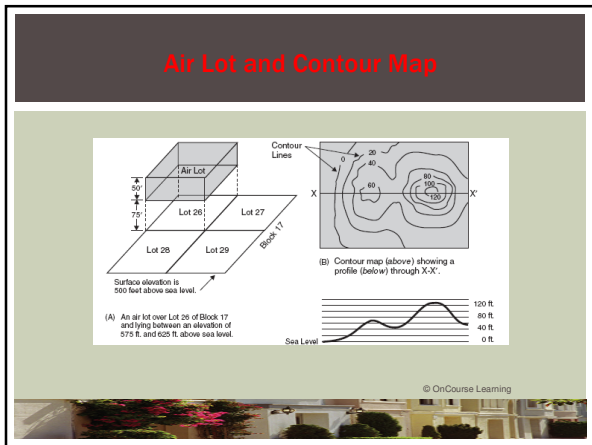 Air Lot and Contour Map
Air Lot
50'
75'
Lot 26
Lot 27
Lot 28
Lot 29
Block 17
Surface elevation is
500 feet above sea level.
(A) An air lot over Lot 26 of Block 17
and lying between an elevation of
575 ft. and 625 ft. above sea level.
Contour
Lines
0
20
40
60
80
100
120
X
X'
(B) Contour map (above) showing a
profile (below) through X-X'.
120 ft.
80 ft.
40 ft.
0 ft.
Sea Level
© OnCourse Learning